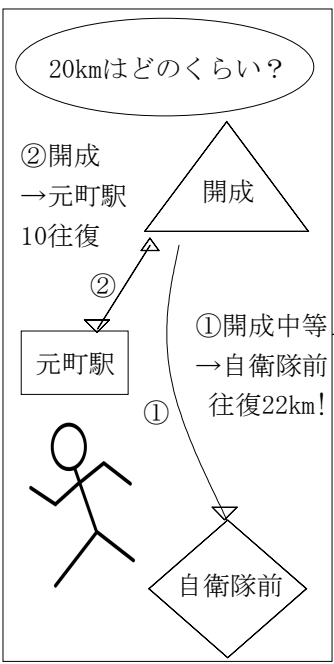 20kmはどのくらい？
②開成
→元町駅
10往復
開成
②
元町駅
①開成中等
→自衛隊前
往復22km!
①
自衛隊前